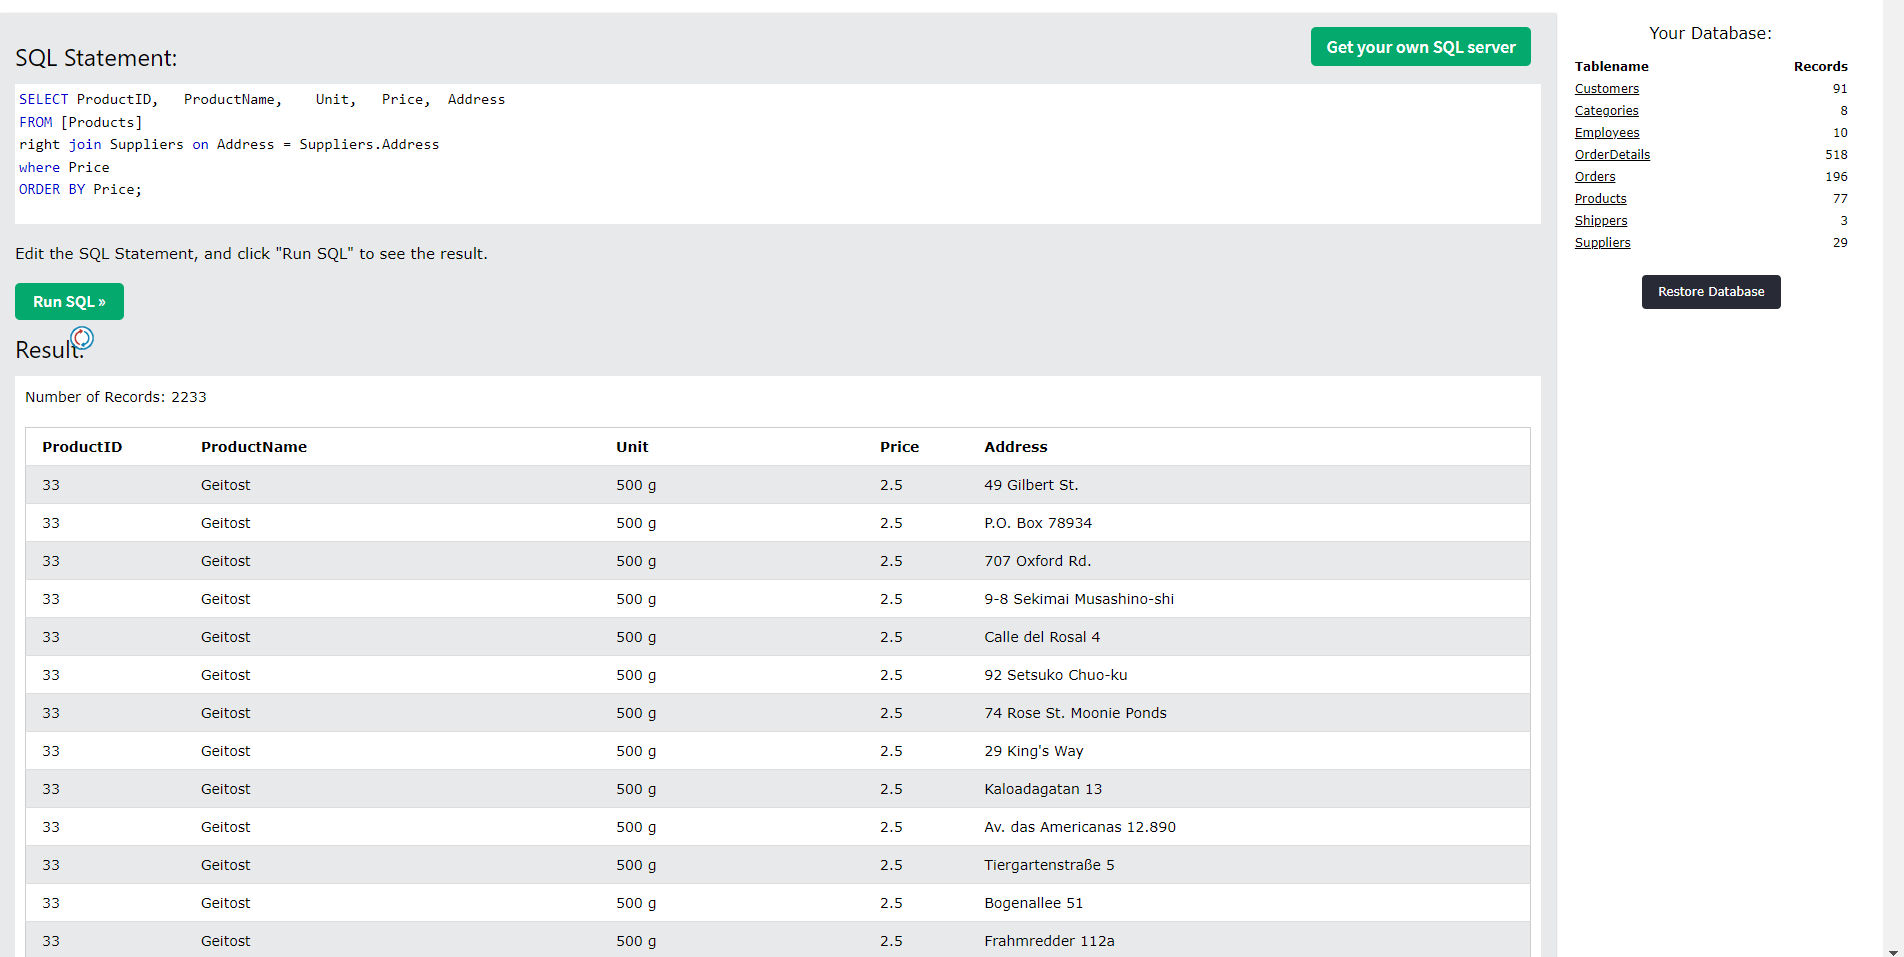 SQL Statement:
Get your own SQL server
SELECT ProductID,   ProductName,    Unit,   Price,  Address
FROM [Products]
right join Suppliers on Address = Suppliers.Address
where Price
ORDER BY Price;
Edit the SQL Statement, and click "Run SQL" to see the result.
Run SQL »
Result:
Number of Records: 2233
ProductID ProductName Unit Price Address
33 Geitost 500 g 2.5 49 Gilbert St.
33 Geitost 500 g 2.5 P.O. Box 78934
33 Geitost 500 g 2.5 707 Oxford Rd.
33 Geitost 500 g 2.5 9-8 Sekimai Musashino-shi
33 Geitost 500 g 2.5 Calle del Rosal 4
33 Geitost 500 g 2.5 92 Setsuko Chuo-ku
33 Geitost 500 g 2.5 74 Rose St. Moonie Ponds
33 Geitost 500 g 2.5 29 King's Way
33 Geitost 500 g 2.5 Kaloadagatan 13
33 Geitost 500 g 2.5 Av. das Americanas 12.890
33 Geitost 500 g 2.5 Tiergartenstraße 5
33 Geitost 500 g 2.5 Bogenallee 51
33 Geitost 500 g 2.5 Frahmredder 112a
Your Database:
Tablename Records
Customers 91
Categories 8
Employees 10
OrderDetails 518
Orders 196
Products 77
Shippers 3
Suppliers 29
Restore Database